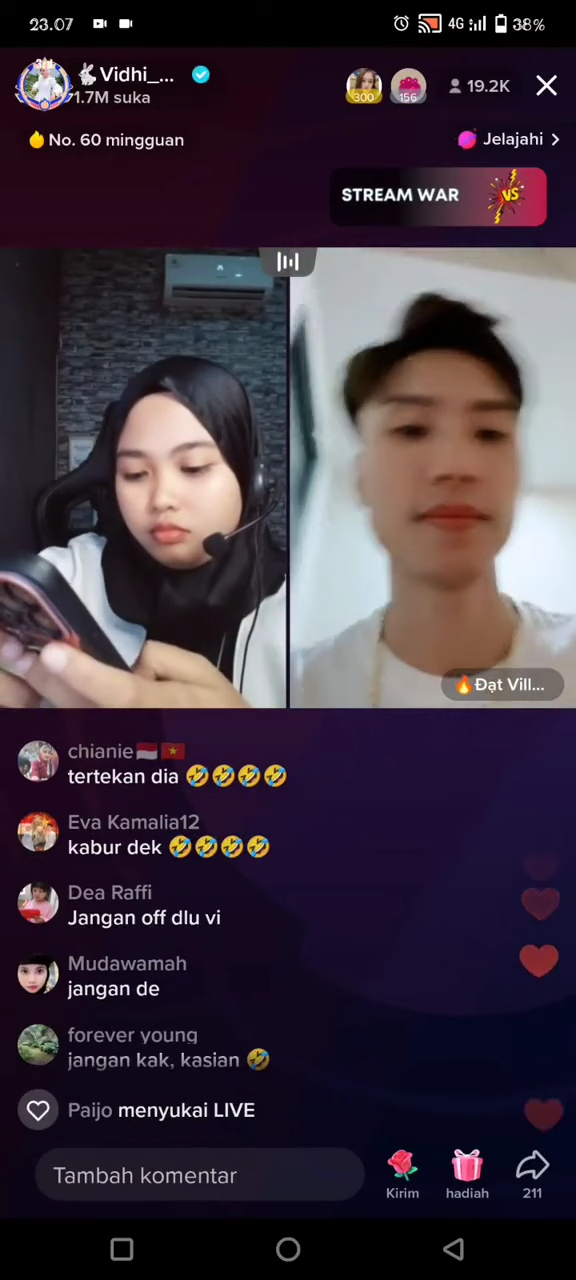 23.07
4G
38%
Vidhi_...
1.7M suka
300
156
19.2K
No. 60 mingguan
Jelajahi
STREAM WAR
VS
🔥Đạt Vill...
chianie🇮🇩🇻🇳
tertekan dia 🤣🤣🤣🤣
Eva Kamalia12
kabur dek 🤣🤣🤣🤣
Dea Raffi
Jangan off dlu vi
Mudawamah
jangan de
forever young
jangan kak, kasian 🤣
Paijo menyukai LIVE
Tambah komentar
Kirim
hadiah
211